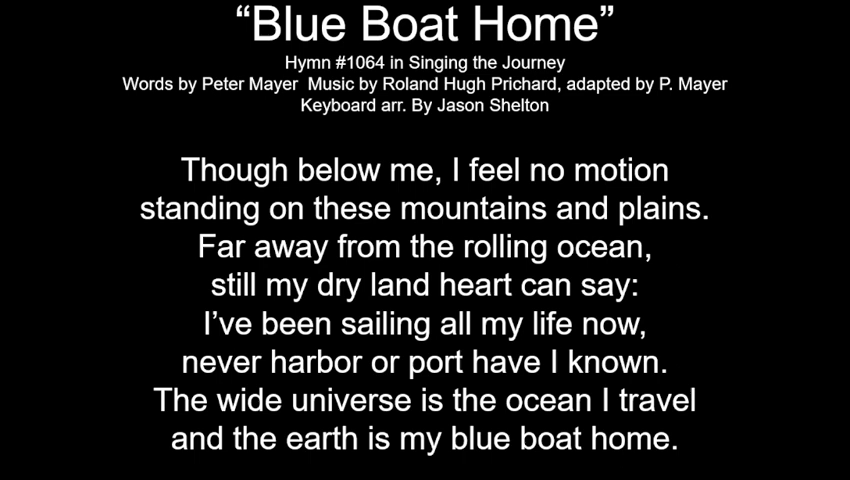 “Blue Boat Home”
Hymn #1064 in Singing the Journey
Words by Peter Mayer  Music by Roland Hugh Prichard, adapted by P. Mayer
Keyboard arr. By Jason Shelton
Though below me, I feel no motion
standing on these mountains and plains.
Far away from the rolling ocean,
still my dry land heart can say:
I’ve been sailing all my life now,
never harbor or port have I known.
The wide universe is the ocean I travel
and the earth is my blue boat home.